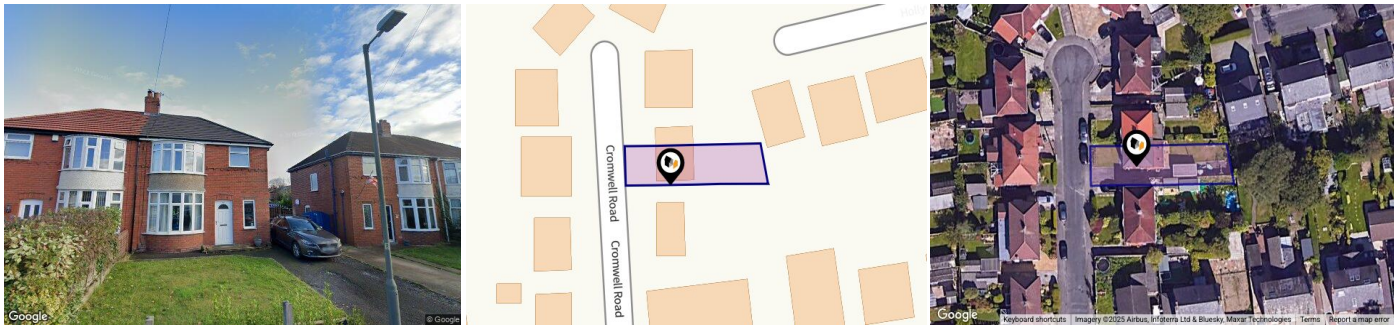 Google
© Google
Cromwell Road
Cromwell Road
Holly
Google
Keyboard shortcuts
Imagery ©2025 Airbus, Infoterra Ltd & Bluesky, Maxar Technologies
Terms
Report a map error